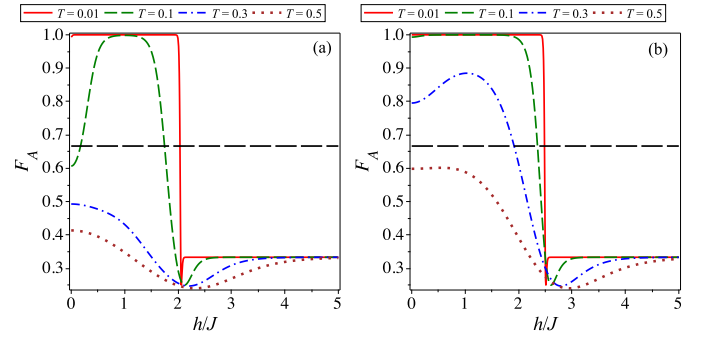 T = 0.01 T = 0.1 T = 0.3 T = 0.5 T = 0.01 T = 0.1 T = 0.3 T = 0.5
1.0 (a) 1.0 (b)
0.9 0.9
0.8 0.8
0.7 0.7
F_A F_A
0.6 0.6
0.5 0.5
0.4 0.4
0.3 0.3
0 1 2 3 4 5 0 1 2 3 4 5
h/J h/J